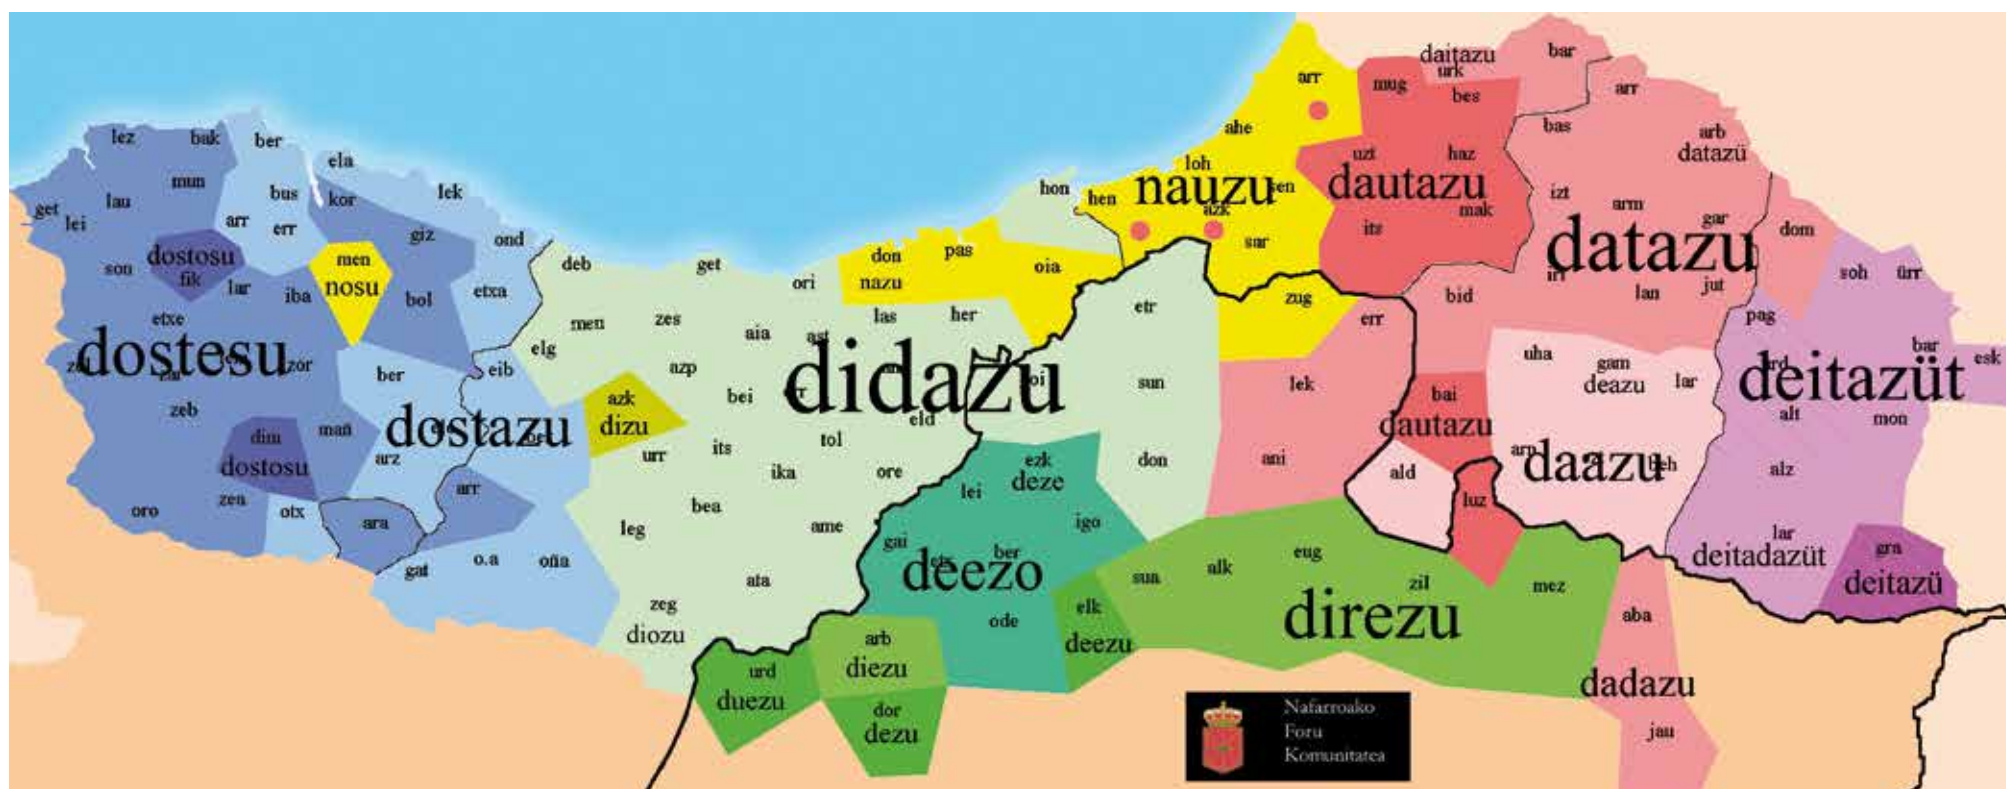 daitazu
bar
urk
arr
mug
arr
bes
lez
bak
ber
ahe
bas
arb
datazü
ela
loh
uzt
haz
mun
bus
kor
lek
hon
hen
nauzu
sen
dautazu
izt
get
lau
lei
azk
mak
arm
gar
arr
err
giz
ond
sar
its
datazu
dom
dostosu
fik
men
nosu
don
nazu
pas
oia
son
deb
get
ori
soh
ürr
lar
iba
bol
etxa
etr
zug
bid
lan
jut
etxe
men
zes
aia
ast
las
her
err
pag
dostesu
zor
elg
uha
gam
deazu
lar
bar
esk
ber
eib
azp
didazu
sun
lek
deitazüt
zeb
azk
dizu
bei
eld
bai
dautazu
alt
mon
dim
dostosu
mañ
dostazu
arz
urr
its
tol
ika
ore
ezk
deze
don
ani
ald
daazu
beh
alz
oro
zen
otx
arr
ara
leg
bea
ame
lei
igo
luz
gai
ber
deezo
lar
deitadazüt
gra
deitazü
gat
o.a
oña
ata
sun
alk
eug
zil
mez
zeg
diozu
ode
elk
deezu
direzu
aba
urd
duezu
arb
diezu
dadazu
dor
dezu
jau
Nafarroako
Foru
Komunitatea